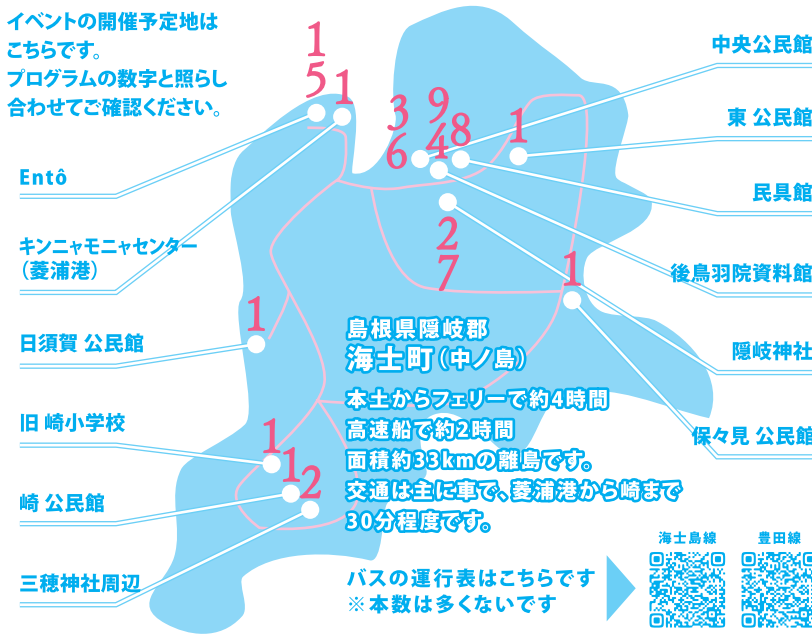 イベントの開催予定地は
こちらです。
プログラムの数字と照らし
合わせてご確認ください。
1
5
1
3
6
9
4
8
1
2
7
1
1
1
1
2
Entô
キンニャモニャセンター
（菱浦港）
日須賀 公民館
旧 崎小学校
崎 公民館
三穂神社周辺
中央公民館
東 公民館
民具館
後鳥羽院資料館
隠岐神社
保々見 公民館
島根県隠岐郡
海士町（中ノ島）
本土からフェリーで約4時間
高速船で約2時間
面積約33kmの離島です。
交通は主に車で、菱浦港から崎まで
30分程度です。
バスの運行表はこちらです
※本数は多くないです
海士島線
豊田線